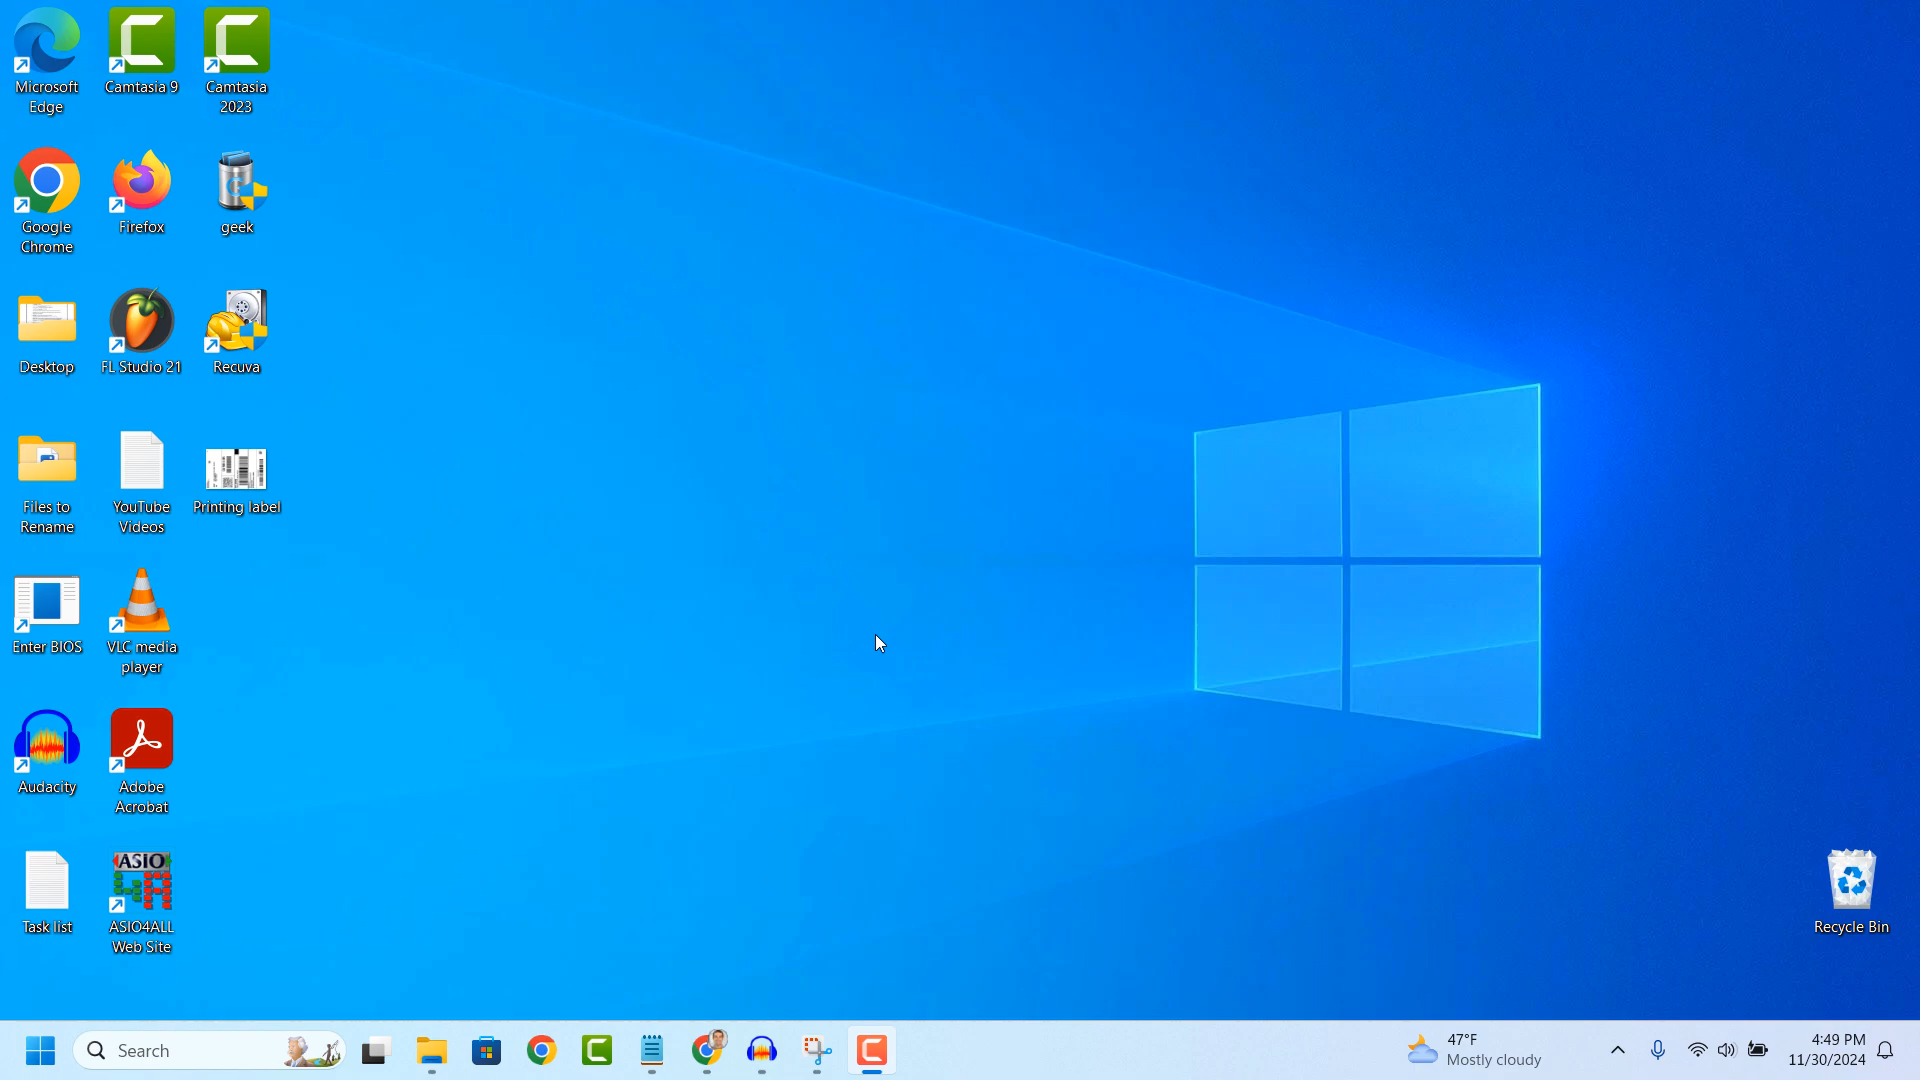 Microsoft
Edge
Camtasia 9
Camtasia
2023
Google
Chrome
Firefox
geek
Desktop
FL Studio 21
Recuva
Files to
Rename
YouTube
Videos
Printing label
Enter BIOS
VLC media
player
Audacity
Adobe
Acrobat
Task list
ASIO
ASIO4ALL
Web Site
Recycle Bin
Search
47°F
Mostly cloudy
4:49 PM
11/30/2024